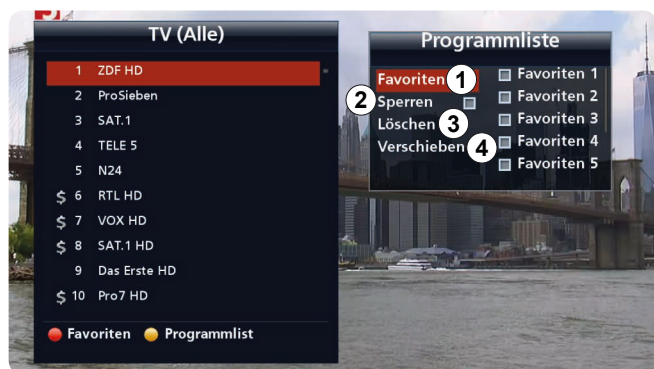 TV (Alle)
1 ZDF HD
2 ProSieben
3 SAT.1
4 TELE 5
5 N24
$ 6 RTL HD
$ 7 VOX HD
$ 8 SAT.1 HD
9 Das Erste HD
$ 10 Pro7 HD
Favoriten Programmlist
Programmliste
Favoriten 1
2 Sperren
Löschen 3
Verschieben 4
Favoriten 1
Favoriten 2
Favoriten 3
Favoriten 4
Favoriten 5